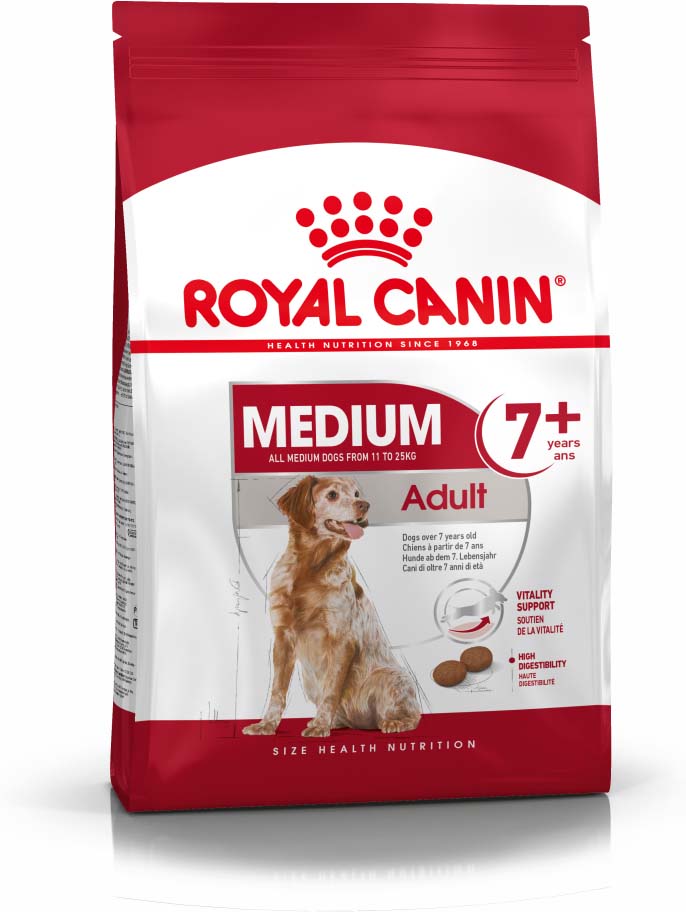 ROYAL CANIN®
HEALTH NUTRITION SINCE 1968
MEDIUM
ALL MEDIUM DOGS FROM 11 TO 25KG
7+
years
ans
Adult
Dogs over 7 years old
Chiens à partir de 7 ans
Hunde ab dem 7. Lebensjahr
Cani di oltre 7 anni di età
VITALITY
SUPPORT
SOUTIEN
DE LA VITALITÉ
HIGH
DIGESTIBILITY
HAUTE
DIGESTIBILITÉ
SIZE HEALTH NUTRITION